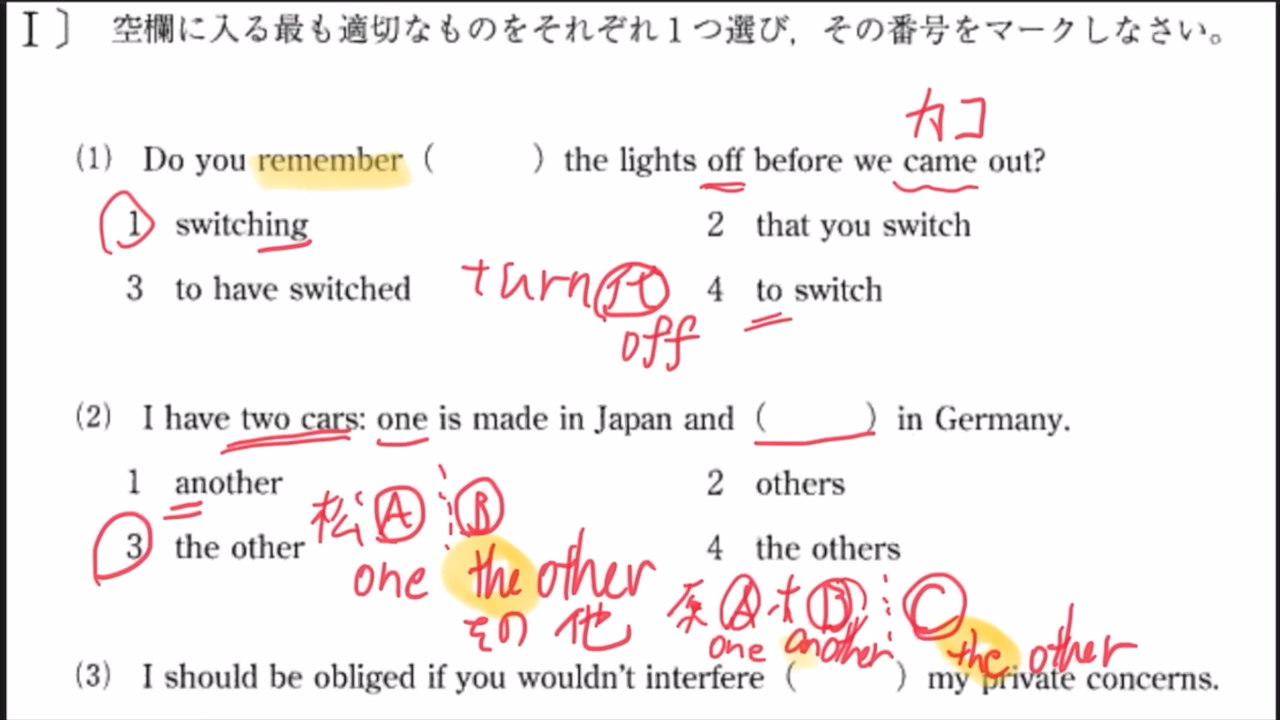 I〕 空欄に入る最も適切なものをそれぞれ1つ選び，その番号をマークしなさい。
カコ
(1) Do you remember ( ) the lights off before we came out?
1 switching 2 that you switch
3 to have switched 4 to switch
turn off
(2) I have two cars: one is made in Japan and ( ) in Germany.
1 another 2 others
松 A B
3 the other 4 the others
one the other
A B C
その 他
one another the other
(3) I should be obliged if you wouldn't interfere ( ) my private concerns.